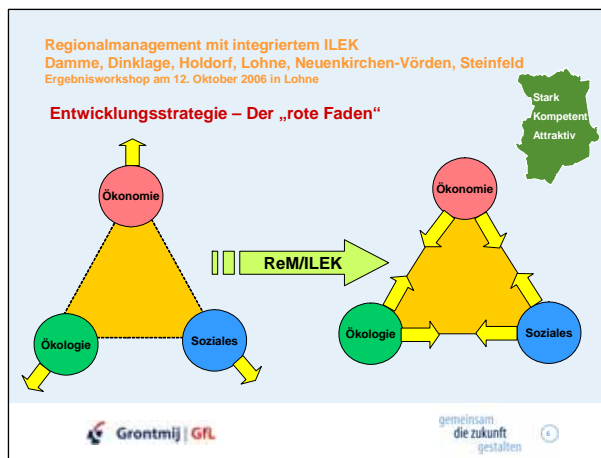 Regionalmanagement mit integriertem ILEK
Damme, Dinklage, Holdorf, Lohne, Neuenkirchen-Vörden, Steinfeld
Ergebnisworkshop am 12. Oktober 2006 in Lohne
Entwicklungsstrategie – Der „rote Faden“
Stark
Kompetent
Attraktiv
Ökonomie
Ökologie
Soziales
ReM/ILEK
Ökonomie
Ökologie
Soziales
Grontmij | GfL
gemeinsam
die zukunft
gestalten
6